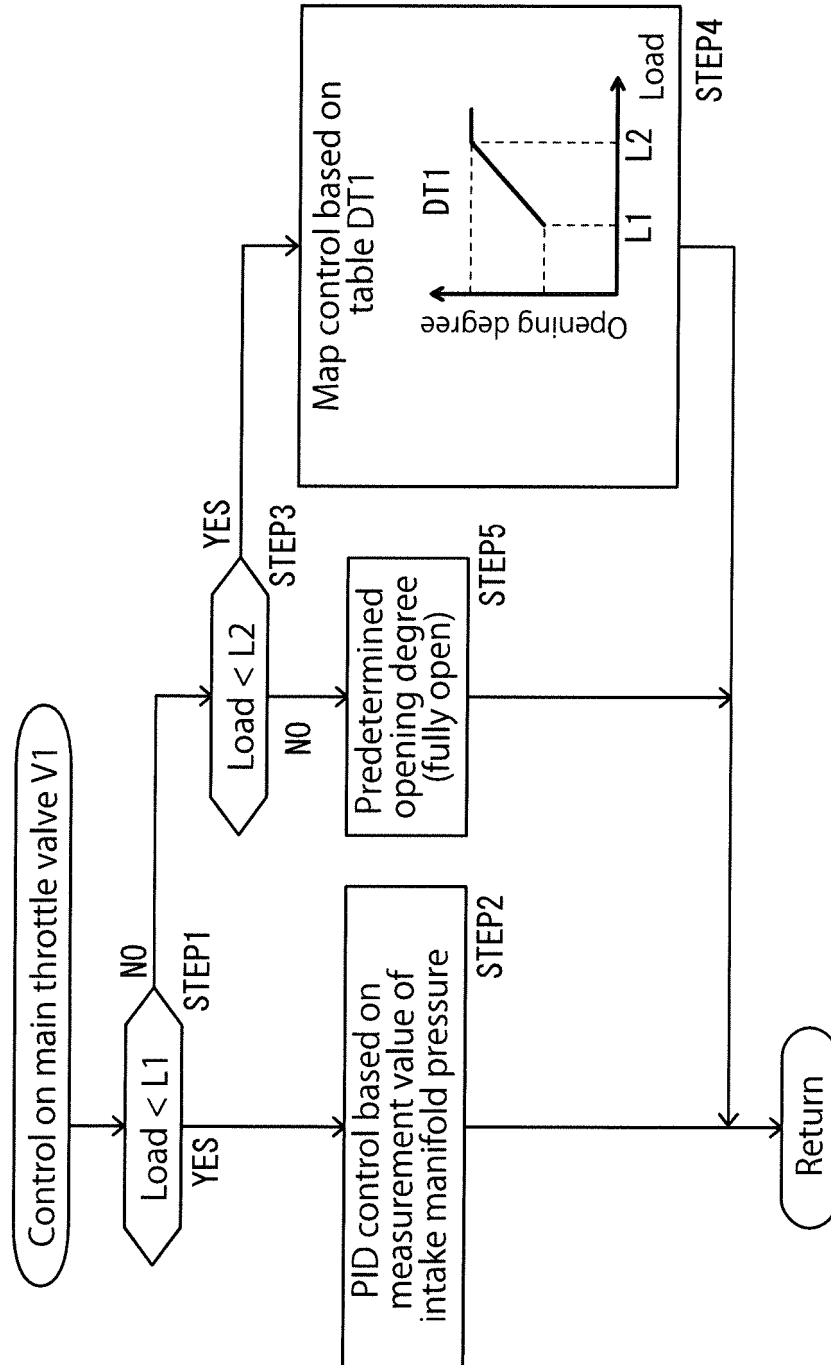 Control on main throttle valve V1
Load < L1
STEP1
NO
YES
PID control based on
measurement value of
intake manifold pressure
STEP2
Load < L2
STEP3
YES
NO
Predetermined
opening degree
(fully open)
STEP5
Map control based on
table DT1
DT1
Opening degree
L1
L2
Load
STEP4
Return